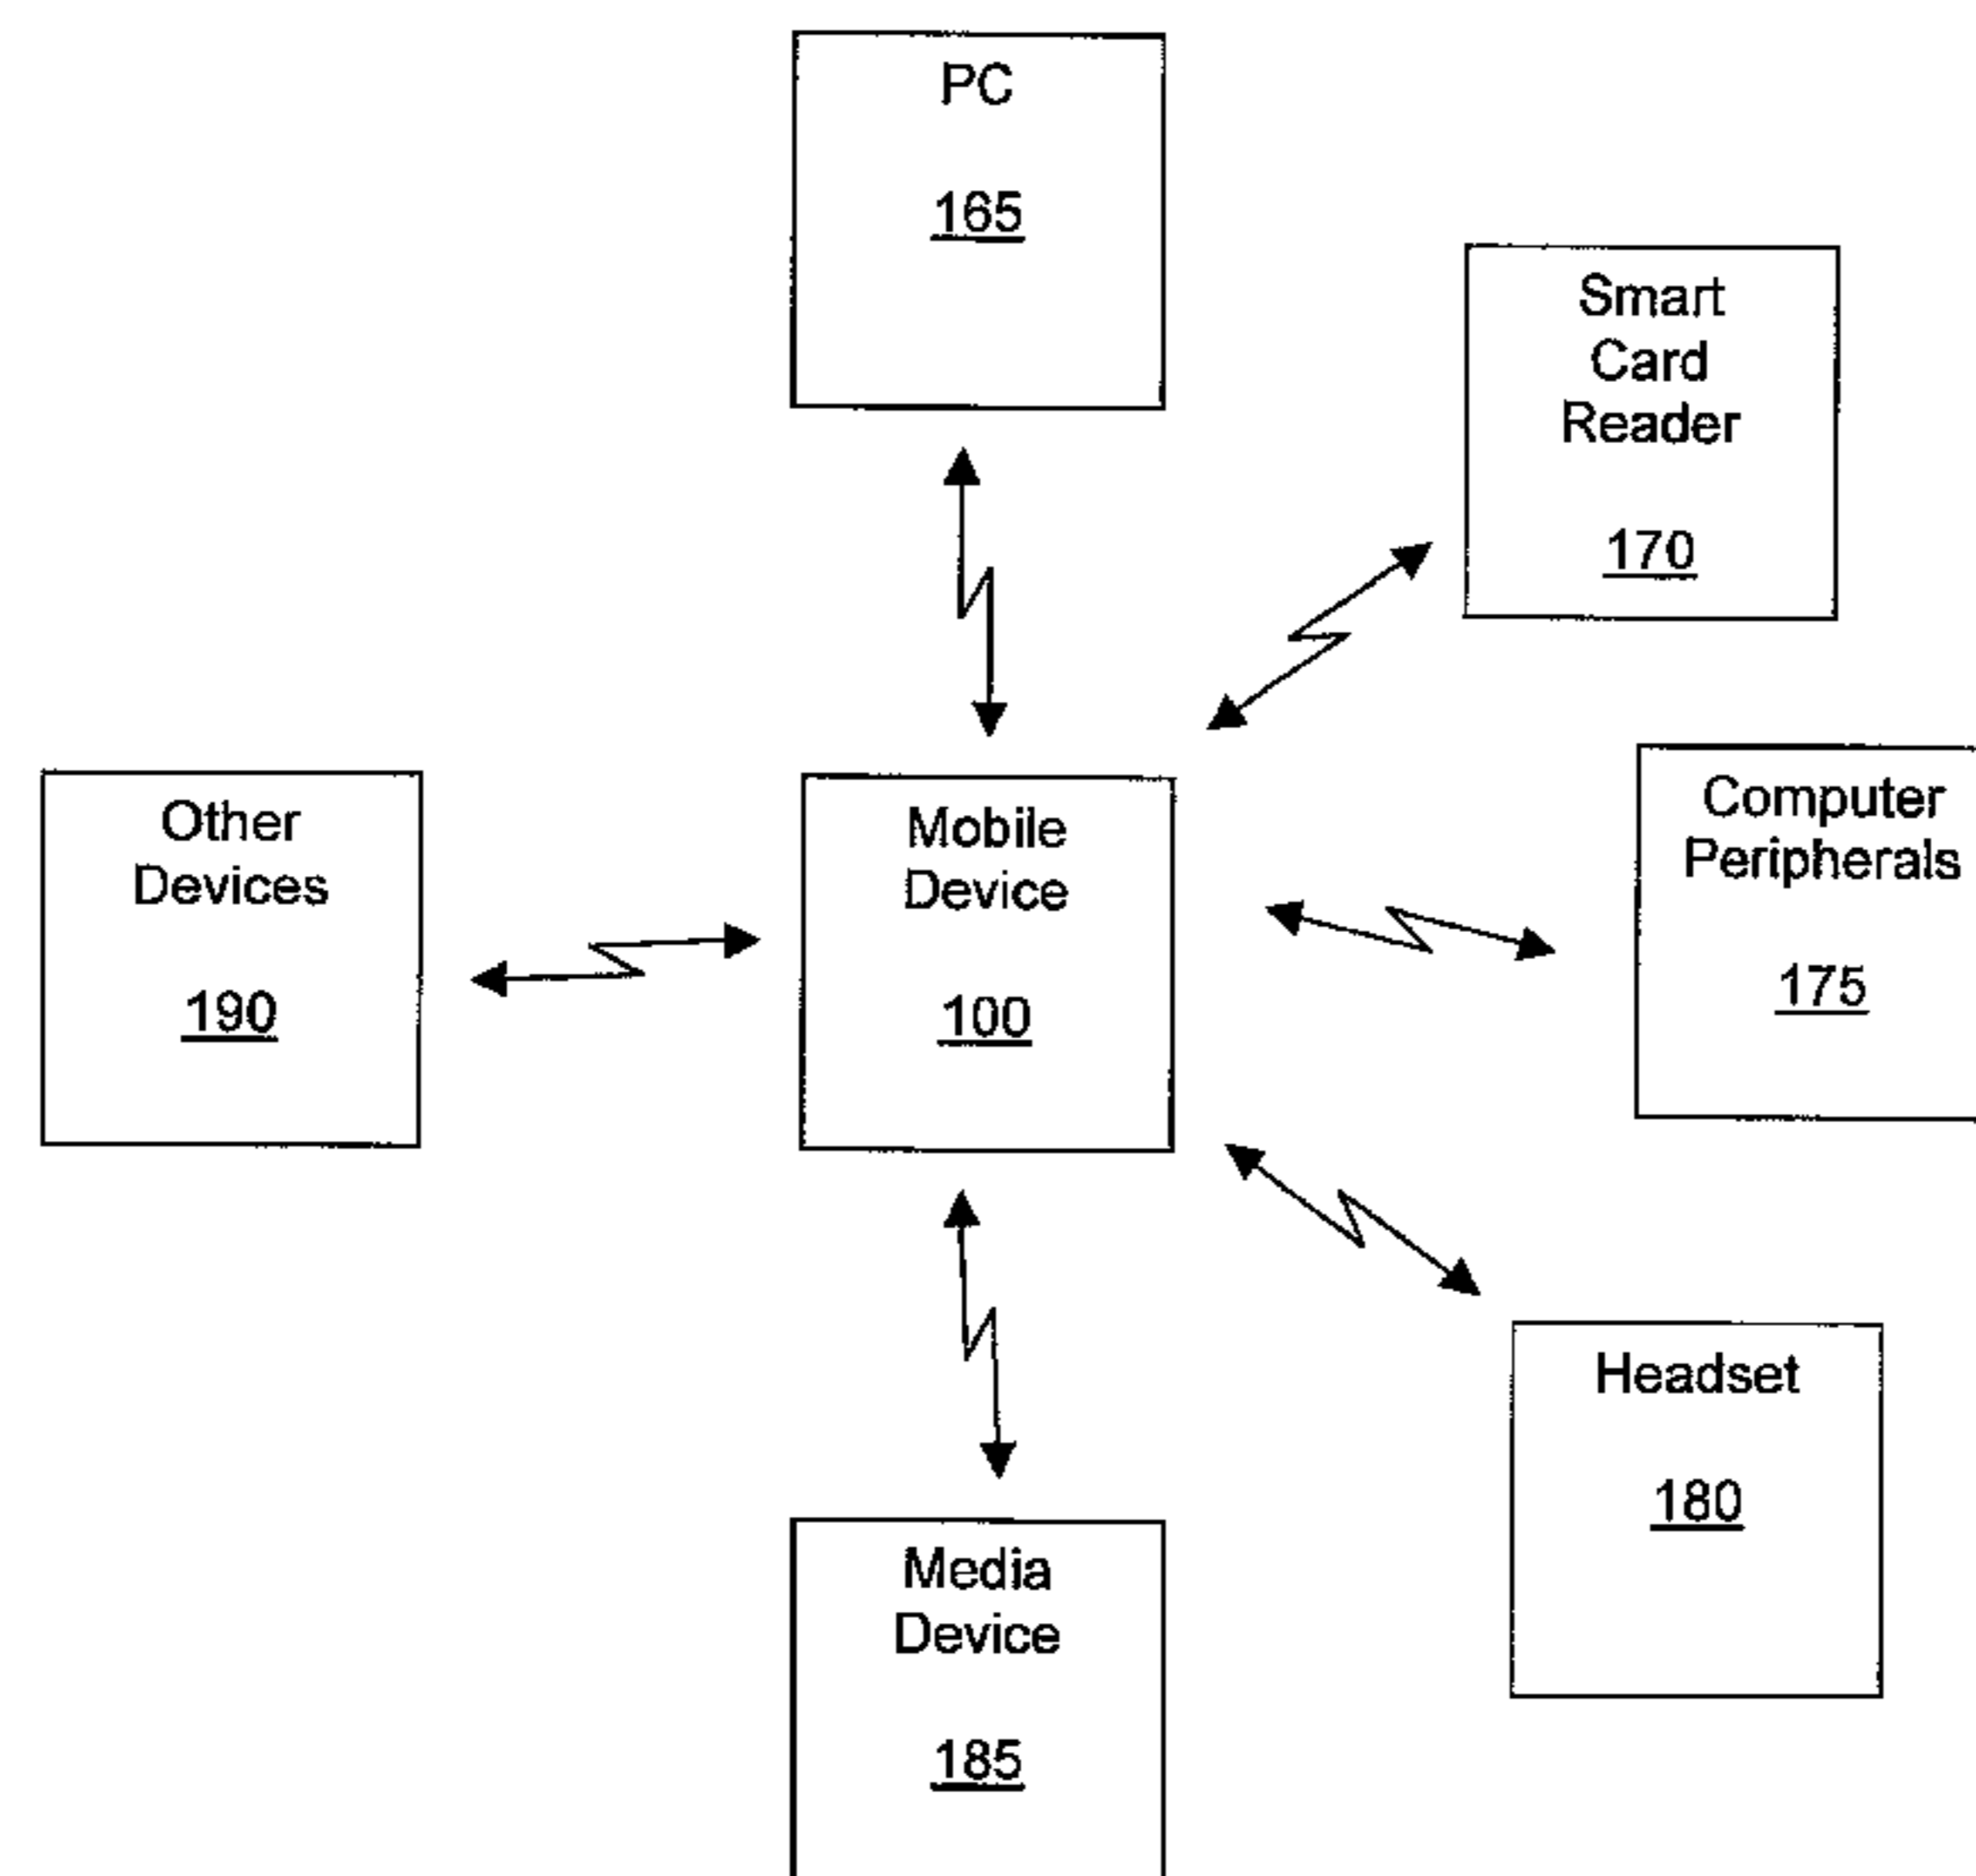 PC
165
Smart
Card
Reader
170
Other
Devices
190
Mobile
Device
100
Computer
Peripherals
175
Headset
180
Media
Device
185